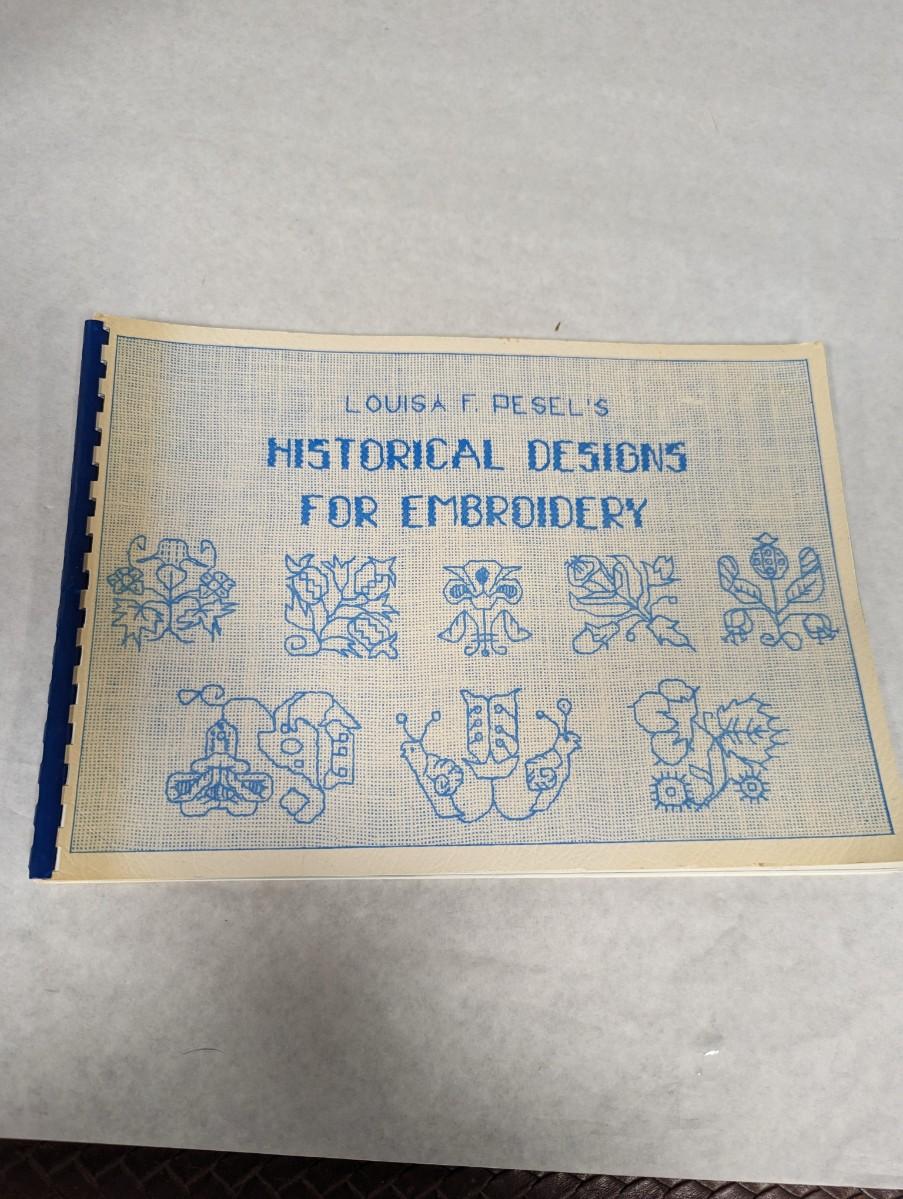 LOUISA F. PESEL'S
HISTORICAL DESIGNS
FOR EMBROIDERY